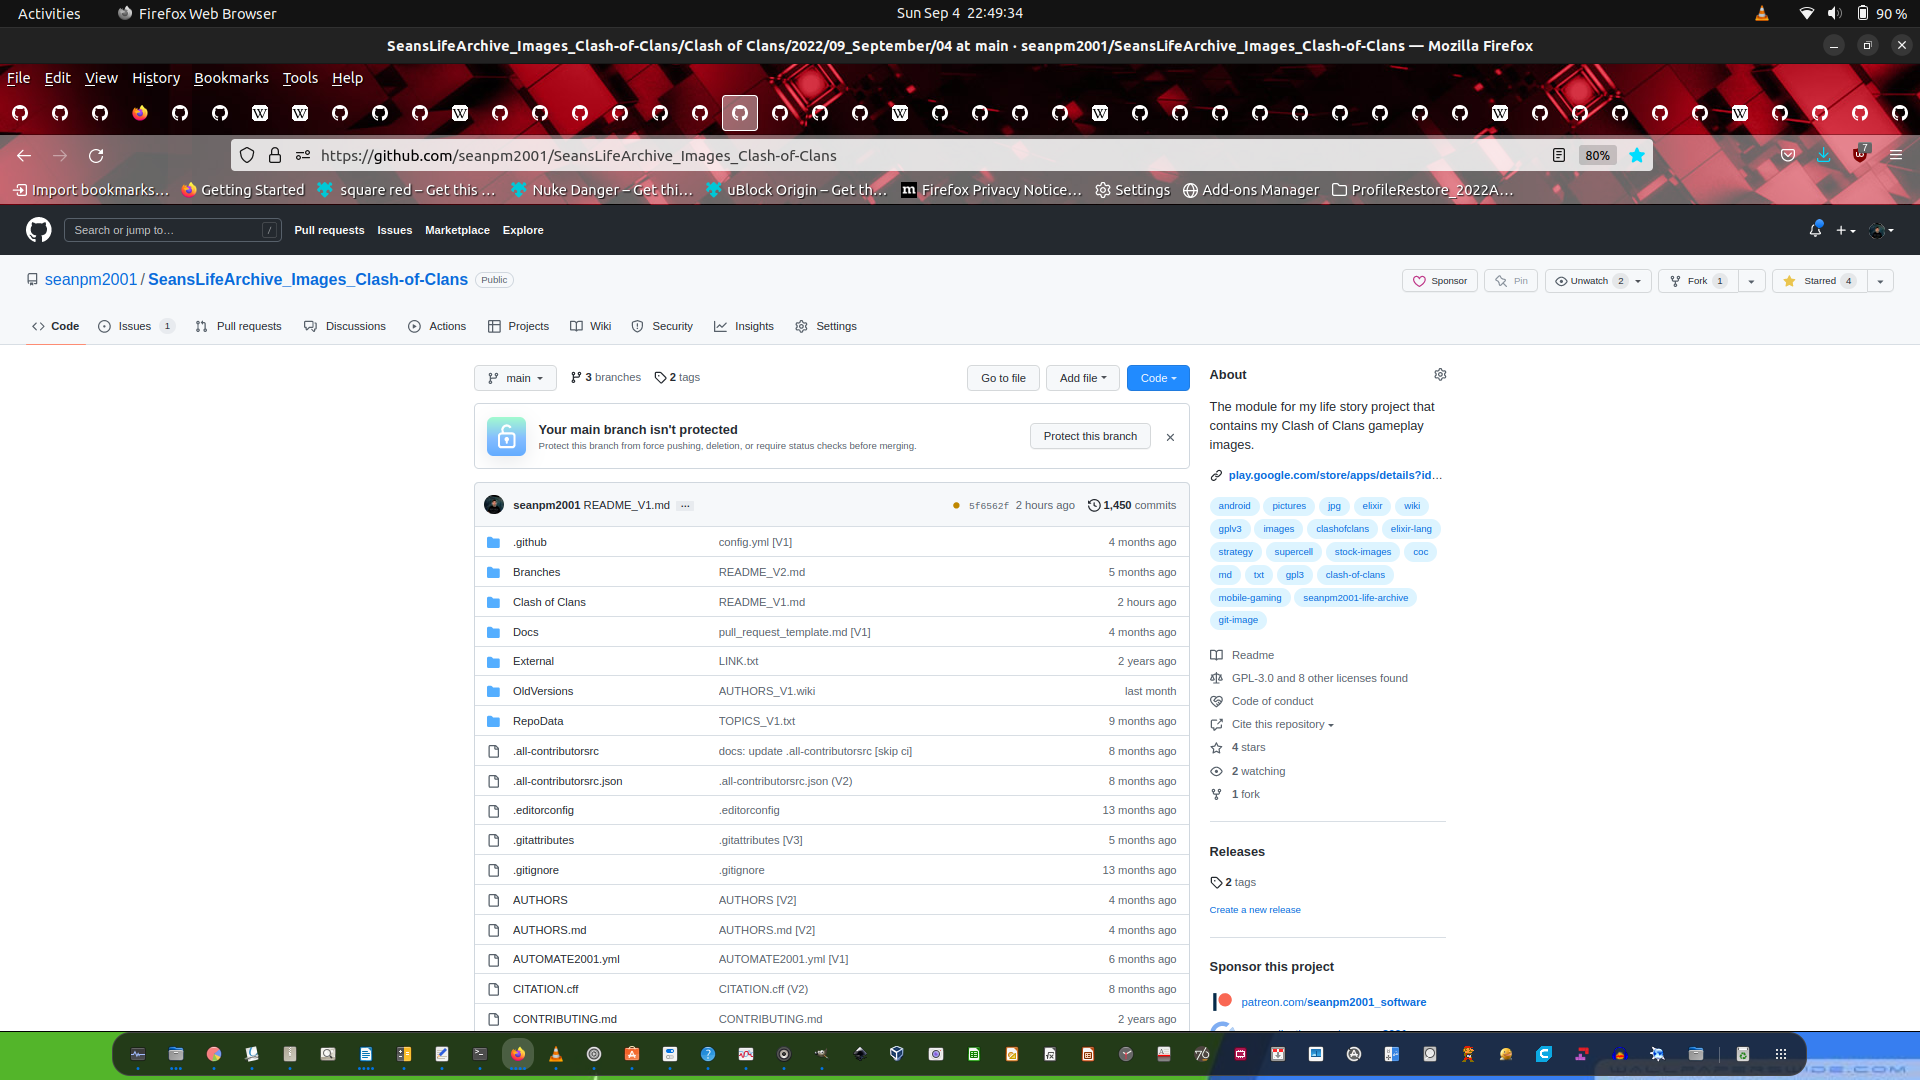 Activities Firefox Web Browser Sun Sep 4 22:49:34 90 %
SeansLifeArchive_Images_Clash-of-Clans/Clash of Clans/2022/09_September/04 at main · seanpm2001/SeansLifeArchive_Images_Clash-of-Clans — Mozilla Firefox
File Edit View History Bookmarks Tools Help
https://github.com/seanpm2001/SeansLifeArchive_Images_Clash-of-Clans 80% 7
Import bookmarks… Getting Started square red – Get this … Nuke Danger – Get thi… uBlock Origin – Get th… Firefox Privacy Notice… Settings Add-ons Manager ProfileRestore_2022A…
Search or jump to… / Pull requests Issues Marketplace Explore
seanpm2001 / SeansLifeArchive_Images_Clash-of-Clans Public Sponsor Pin Unwatch 2 Fork 1 Starred 4
Code Issues 1 Pull requests Discussions Actions Projects Wiki Security Insights Settings
main 3 branches 2 tags Go to file Add file Code
Your main branch isn't protected
Protect this branch from force pushing, deletion, or require status checks before merging.
Protect this branch
seanpm2001 README_V1.md … 5f6562f 2 hours ago 1,450 commits
.github config.yml [V1] 4 months ago
Branches README_V2.md 5 months ago
Clash of Clans README_V1.md 2 hours ago
Docs pull_request_template.md [V1] 4 months ago
External LINK.txt 2 years ago
OldVersions AUTHORS_V1.wiki last month
RepoData TOPICS_V1.txt 9 months ago
.all-contributorsrc docs: update .all-contributorsrc [skip ci] 8 months ago
.all-contributorsrc.json .all-contributorsrc.json (V2) 8 months ago
.editorconfig .editorconfig 13 months ago
.gitattributes .gitattributes [V3] 5 months ago
.gitignore .gitignore 13 months ago
AUTHORS AUTHORS [V2] 4 months ago
AUTHORS.md AUTHORS.md [V2] 4 months ago
AUTOMATE2001.yml AUTOMATE2001.yml [V1] 6 months ago
CITATION.cff CITATION.cff (V2) 8 months ago
CONTRIBUTING.md CONTRIBUTING.md 2 years ago
About
The module for my life story project that
contains my Clash of Clans gameplay
images.
play.google.com/store/apps/details?id…
android pictures jpg elixir wiki
gplv3 images clashofclans elixir-lang
strategy supercell stock-images coc
md txt gpl3 clash-of-clans
mobile-gaming seanpm2001-life-archive
git-image
Readme
GPL-3.0 and 8 other licenses found
Code of conduct
Cite this repository
4 stars
2 watching
1 fork
Releases
2 tags
Create a new release
Sponsor this project
patreon.com/seanpm2001_software